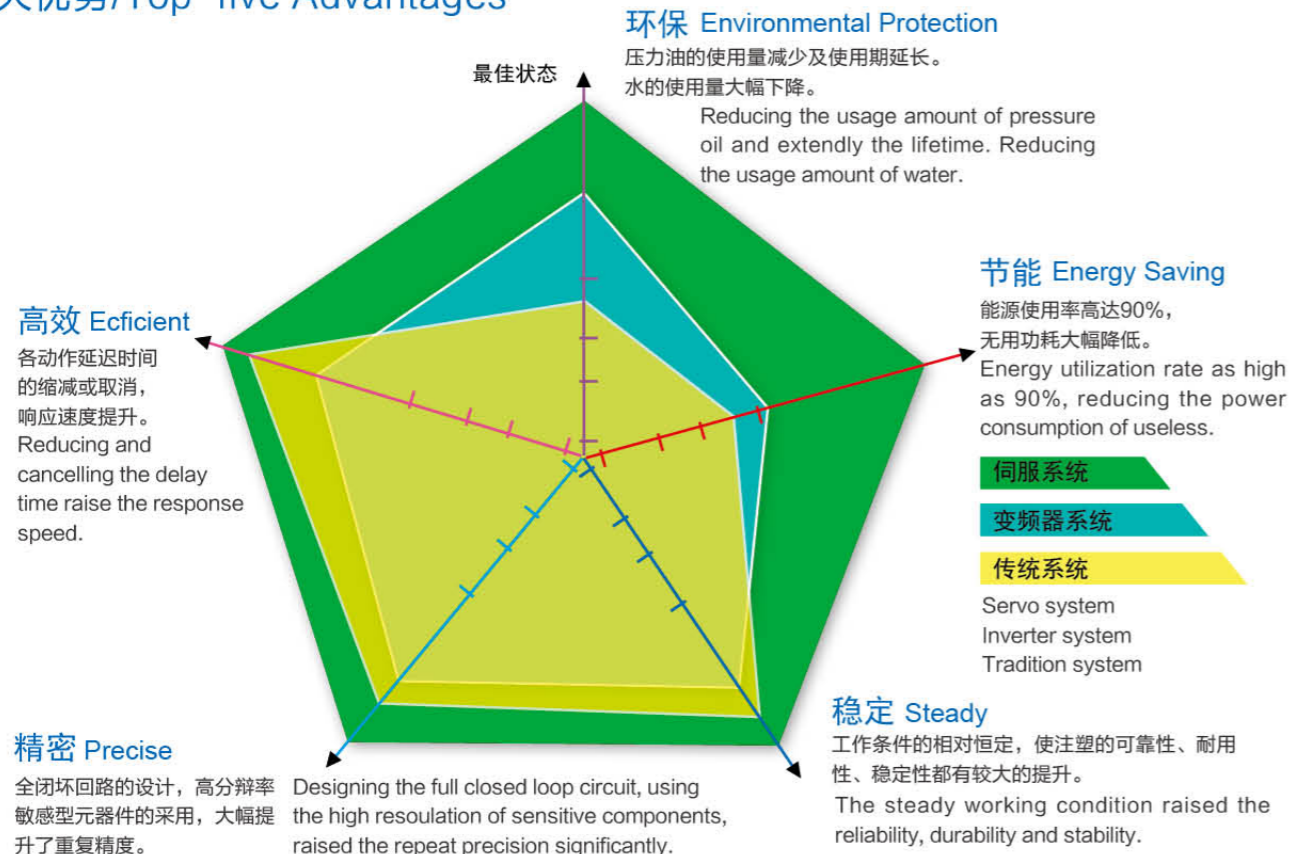 大优势/Top-five Advantages
环保 Environmental Protection
压力油的使用量减少及使用期延长。
水的使用量大幅下降。
Reducing the usage amount of pressure
oil and extendly the lifetime. Reducing
the usage amount of water.
最佳状态
节能 Energy Saving
能源使用率高达90%，
无用功耗大幅降低。
Energy utilization rate as high
as 90%, reducing the power
consumption of useless.
伺服系统
变频器系统
传统系统
Servo system
Inverter system
Tradition system
高效 Ecficient
各动作延迟时间
的缩减或取消，
响应速度提升。
Reducing and
cancelling the delay
time raise the response
speed.
稳定 Steady
工作条件的相对恒定，使注塑的可靠性、耐用
性、稳定性都有较大的提升。
The steady working condition raised the
reliability, durability and stability.
精密 Precise
全闭坏回路的设计，高分辩率
敏感型元器件的采用，大幅提
升了重复精度。
Designing the full closed loop circuit, using
the high resoulation of sensitive components,
raised the repeat precision significantly.